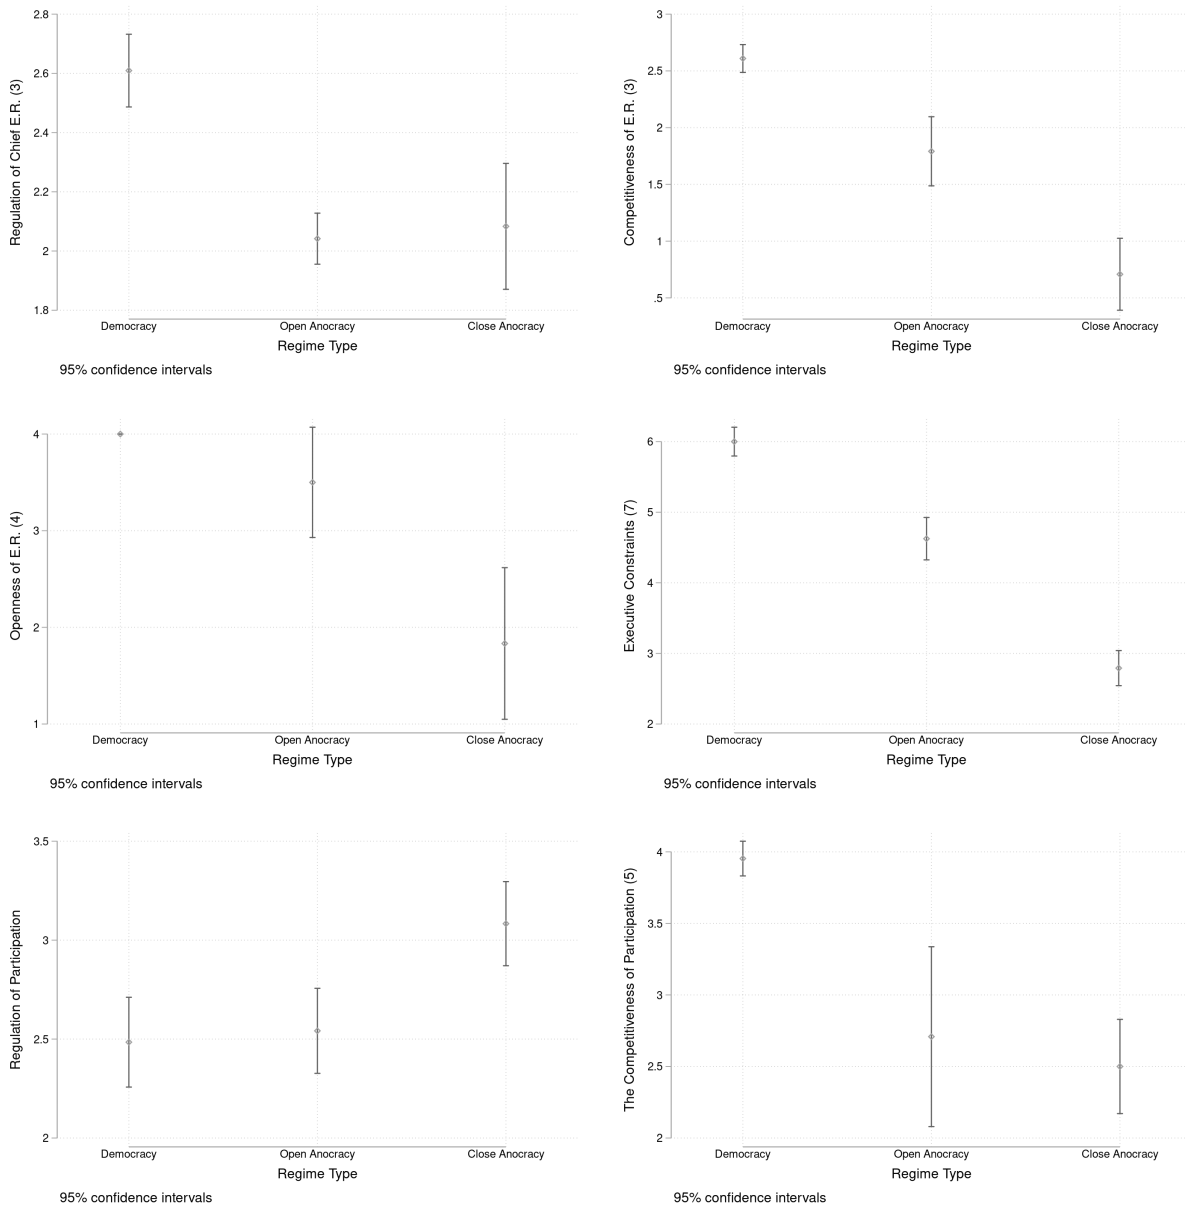 Regulation of Chief E.R. (3)
2.8
2.6
2.4
2.2
2
1.8
Democracy
Open Anocracy
Close Anocracy
Regime Type
95% confidence intervals
Competitiveness of E.R. (3)
3
2.5
2
1.5
1
.5
Democracy
Open Anocracy
Close Anocracy
Regime Type
95% confidence intervals
Openness of E.R. (4)
4
3
2
1
Democracy
Open Anocracy
Close Anocracy
Regime Type
95% confidence intervals
Executive Constraints (7)
6
5
4
3
2
Democracy
Open Anocracy
Close Anocracy
Regime Type
95% confidence intervals
Regulation of Participation
3.5
3
2.5
2
Democracy
Open Anocracy
Close Anocracy
Regime Type
95% confidence intervals
The Competitiveness of Participation (5)
4
3.5
3
2.5
2
Democracy
Open Anocracy
Close Anocracy
Regime Type
95% confidence intervals